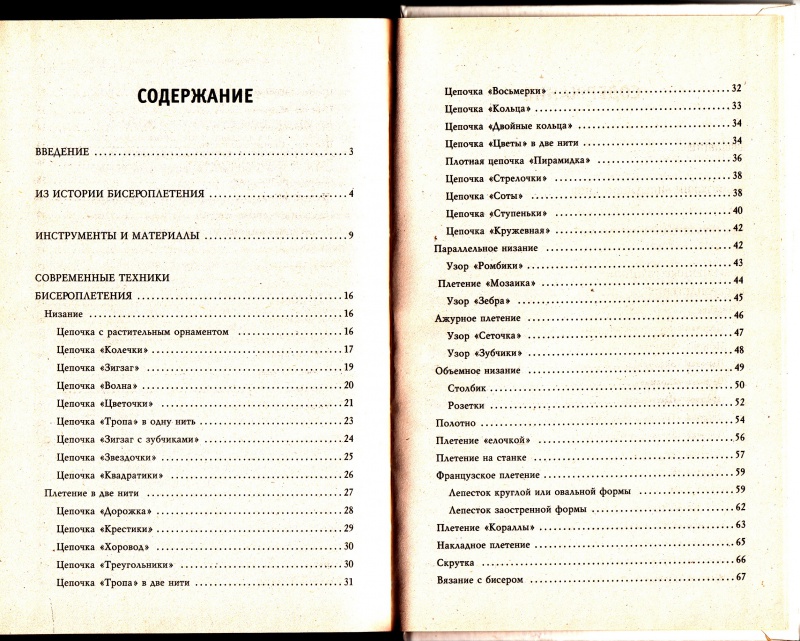 СОДЕРЖАНИЕ
ВВЕДЕНИЕ 3
ИЗ ИСТОРИИ БИСЕРОПЛЕТЕНИЯ 4
ИНСТРУМЕНТЫ И МАТЕРИАЛЫ 9
СОВРЕМЕННЫЕ ТЕХНИКИ
БИСЕРОПЛЕТЕНИЯ 16
Низание 16
Цепочка с растительным орнаментом 16
Цепочка «Колечки» 17
Цепочка «Зигзаг» 19
Цепочка «Волна» 20
Цепочка «Цветочки» 21
Цепочка «Тропа» в одну нить 23
Цепочка «Зигзаг с зубчиками» 24
Цепочка «Звездочки» 25
Цепочка «Квадратики» 26
Плетение в две нити 27
Цепочка «Дорожка» 28
Цепочка «Крестики» 29
Цепочка «Хоровод» 30
Цепочка «Треугольники» 30
Цепочка «Тропа» в две нити 31
Цепочка «Восьмерки» 32
Цепочка «Кольца» 33
Цепочка «Двойные кольца» 34
Цепочка «Цветы» в две нити 34
Плотная цепочка «Пирамидка» 36
Цепочка «Стрелочки» 38
Цепочка «Соты» 38
Цепочка «Ступеньки» 40
Цепочка «Кружевная» 42
Параллельное низание 42
Узор «Ромбики» 43
Плетение «Мозаика» 44
Узор «Зебра» 45
Ажурное плетение 46
Узор «Сеточка» 47
Узор «Зубчики» 48
Объемное низание 49
Столбик 50
Розетки 52
Полотно 54
Плетение «елочкой» 56
Плетение на станке 57
Французское плетение 59
Лепесток круглой или овальной формы 59
Лепесток заостренной формы 62
Плетение «Кораллы» 63
Накладное плетение 65
Скрутка 66
Вязание с бисером 67